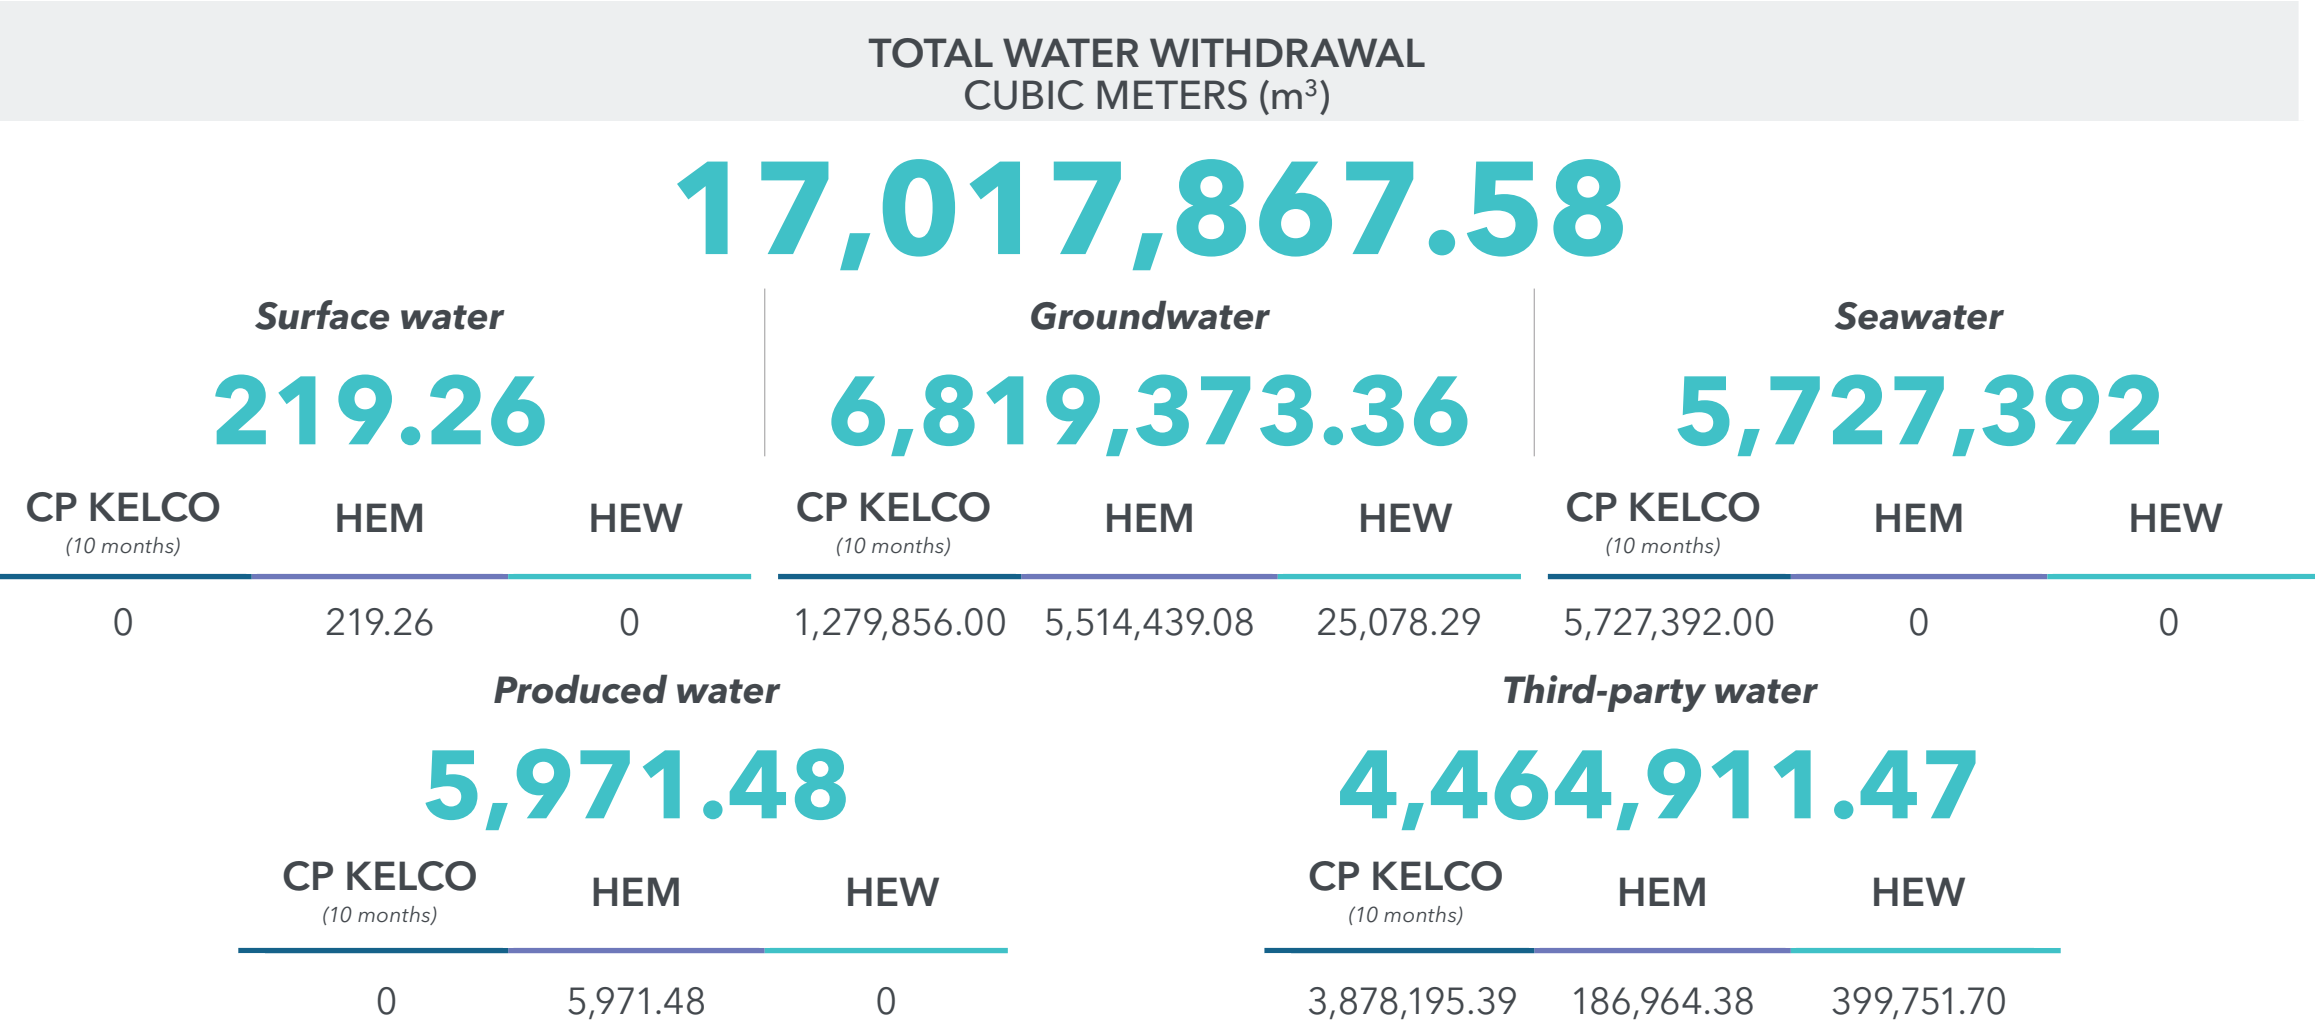 TOTAL WATER WITHDRAWAL
CUBIC METERS (m³)
17,017,867.58
Surface water
219.26
CP KELCO HEM HEW
(10 months)
0 219.26 0
Groundwater
6,819,373.36
CP KELCO HEM HEW
(10 months)
1,279,856.00 5,514,439.08 25,078.29
Seawater
5,727,392
CP KELCO HEM HEW
(10 months)
5,727,392.00 0 0
Produced water
5,971.48
CP KELCO HEM HEW
(10 months)
0 5,971.48 0
Third-party water
4,464,911.47
CP KELCO HEM HEW
(10 months)
3,878,195.39 186,964.38 399,751.70